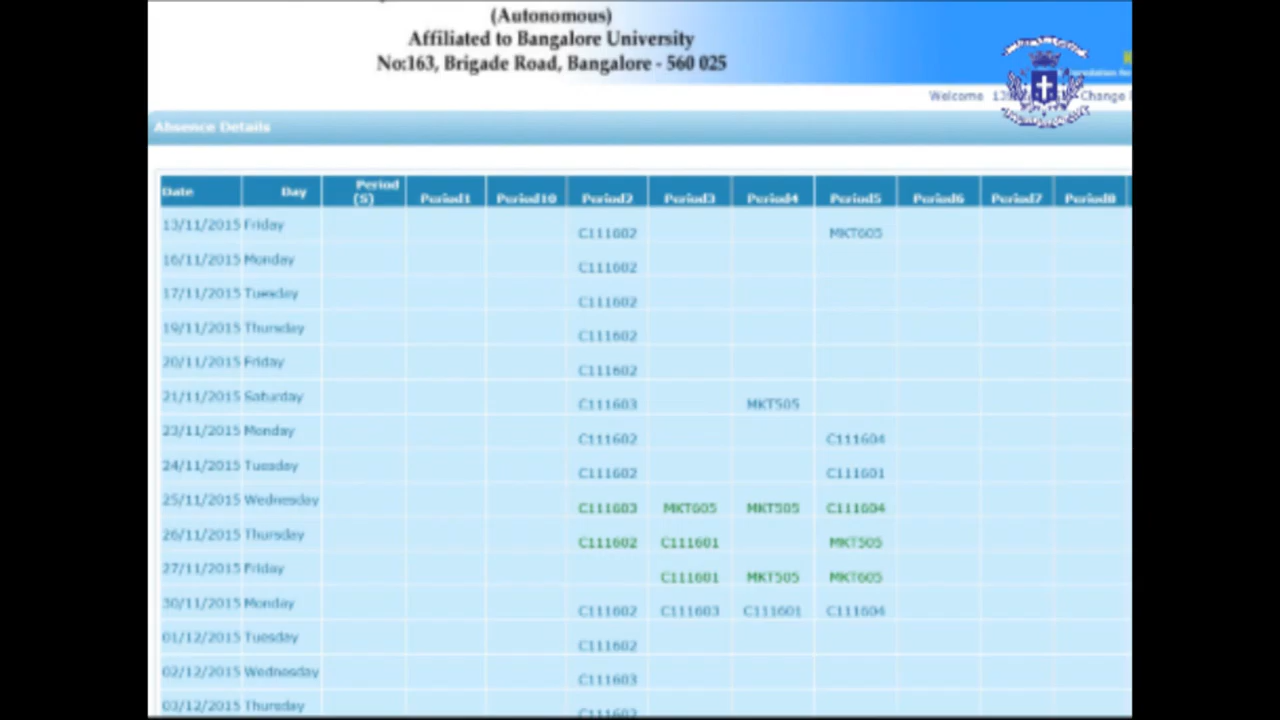 (Autonomous)
Affiliated to Bangalore University
No:163, Brigade Road, Bangalore - 560 025
Welcome Change
Absence Details
Date Day Period (S) Period1 Period10 Period2 Period3 Period4 Period5 Period6 Period7 Period8
13/11/2015 Friday C111602 MKT605
16/11/2015 Monday C111602
17/11/2015 Tuesday C111602
19/11/2015 Thursday C111602
20/11/2015 Friday C111602
21/11/2015 Saturday C111603 MKT505
23/11/2015 Monday C111602 C111604
24/11/2015 Tuesday C111602 C111601
25/11/2015 Wednesday C111603 MKT605 MKT505 C111604
26/11/2015 Thursday C111602 C111601 MKT505
27/11/2015 Friday C111601 MKT505 MKT605
30/11/2015 Monday C111602 C111603 C111601 C111604
01/12/2015 Tuesday C111602
02/12/2015 Wednesday C111603
03/12/2015 Thursday